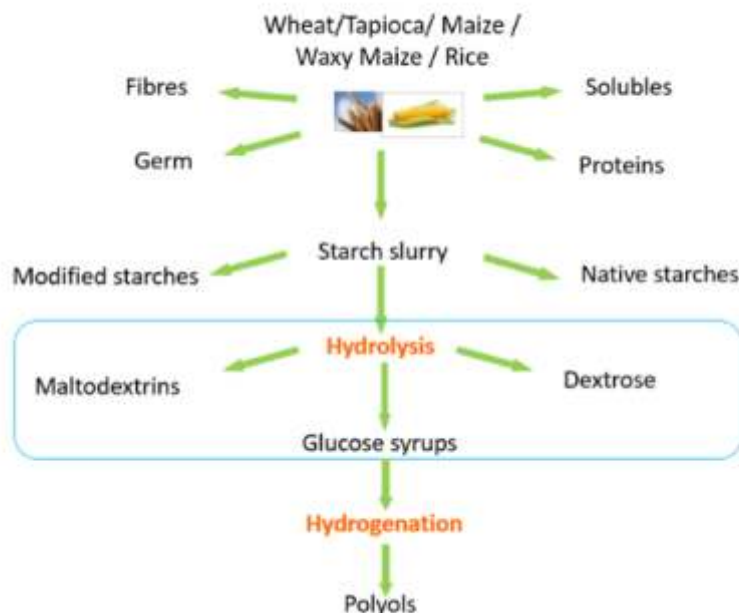 Wheat/Tapioca/ Maize /
Waxy Maize / Rice
Fibres
Solubles
Germ
Proteins
Starch slurry
Modified starches
Native starches
Hydrolysis
Maltodextrins
Dextrose
Glucose syrups
Hydrogenation
Polyols